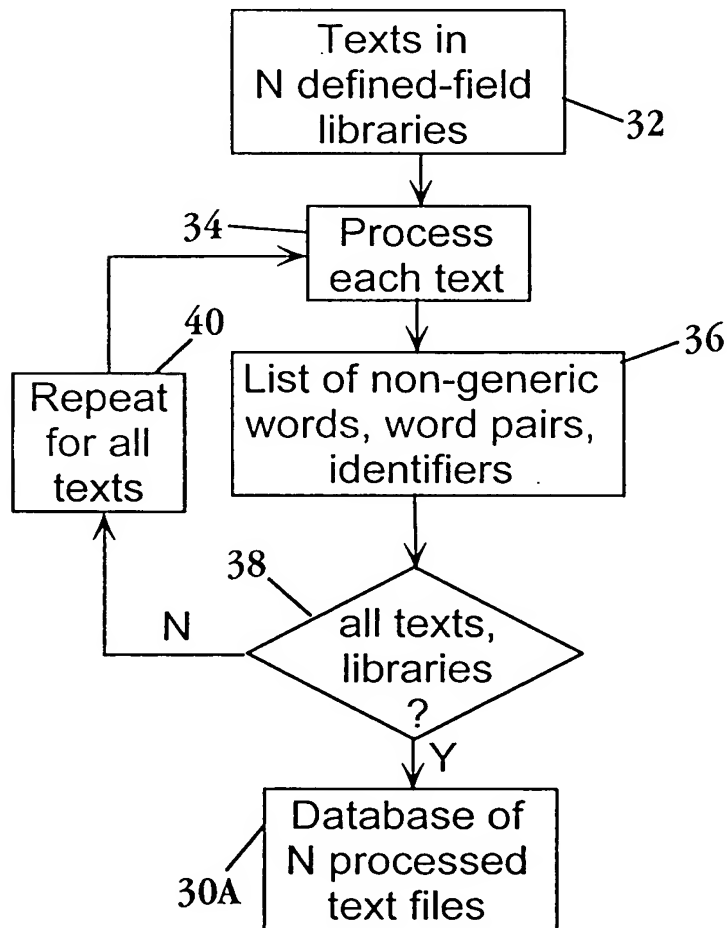 Texts in
N defined-field
libraries
32
34
Process
each text
40
Repeat
for all
texts
36
List of non-generic
words, word pairs,
identifiers
38
N
all texts,
libraries
?
Y
Database of
N processed
text files
30A